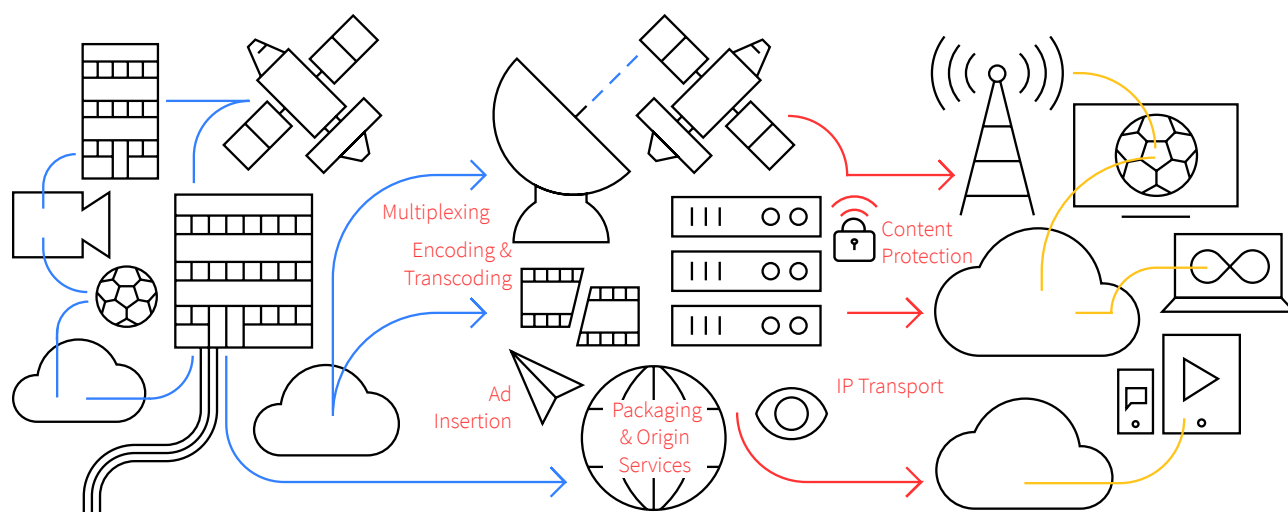 Multiplexing
Encoding &
Transcoding
Content
Protection
Ad
Insertion
Packaging
& Origin
Services
IP Transport